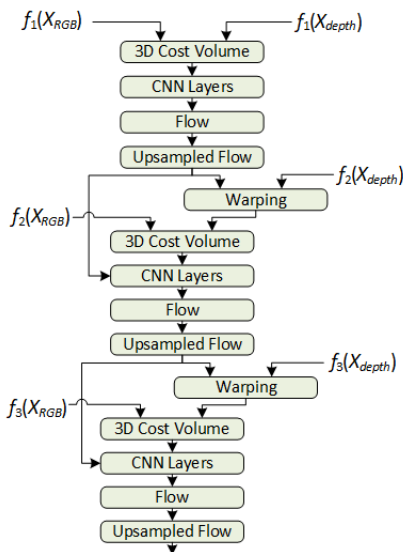 f1(XRGB)
f1(Xdepth)
3D Cost Volume
CNN Layers
Flow
Upsampled Flow
f2(Xdepth)
Warping
f2(XRGB)
3D Cost Volume
CNN Layers
Flow
Upsampled Flow
f3(Xdepth)
Warping
f3(XRGB)
3D Cost Volume
CNN Layers
Flow
Upsampled Flow